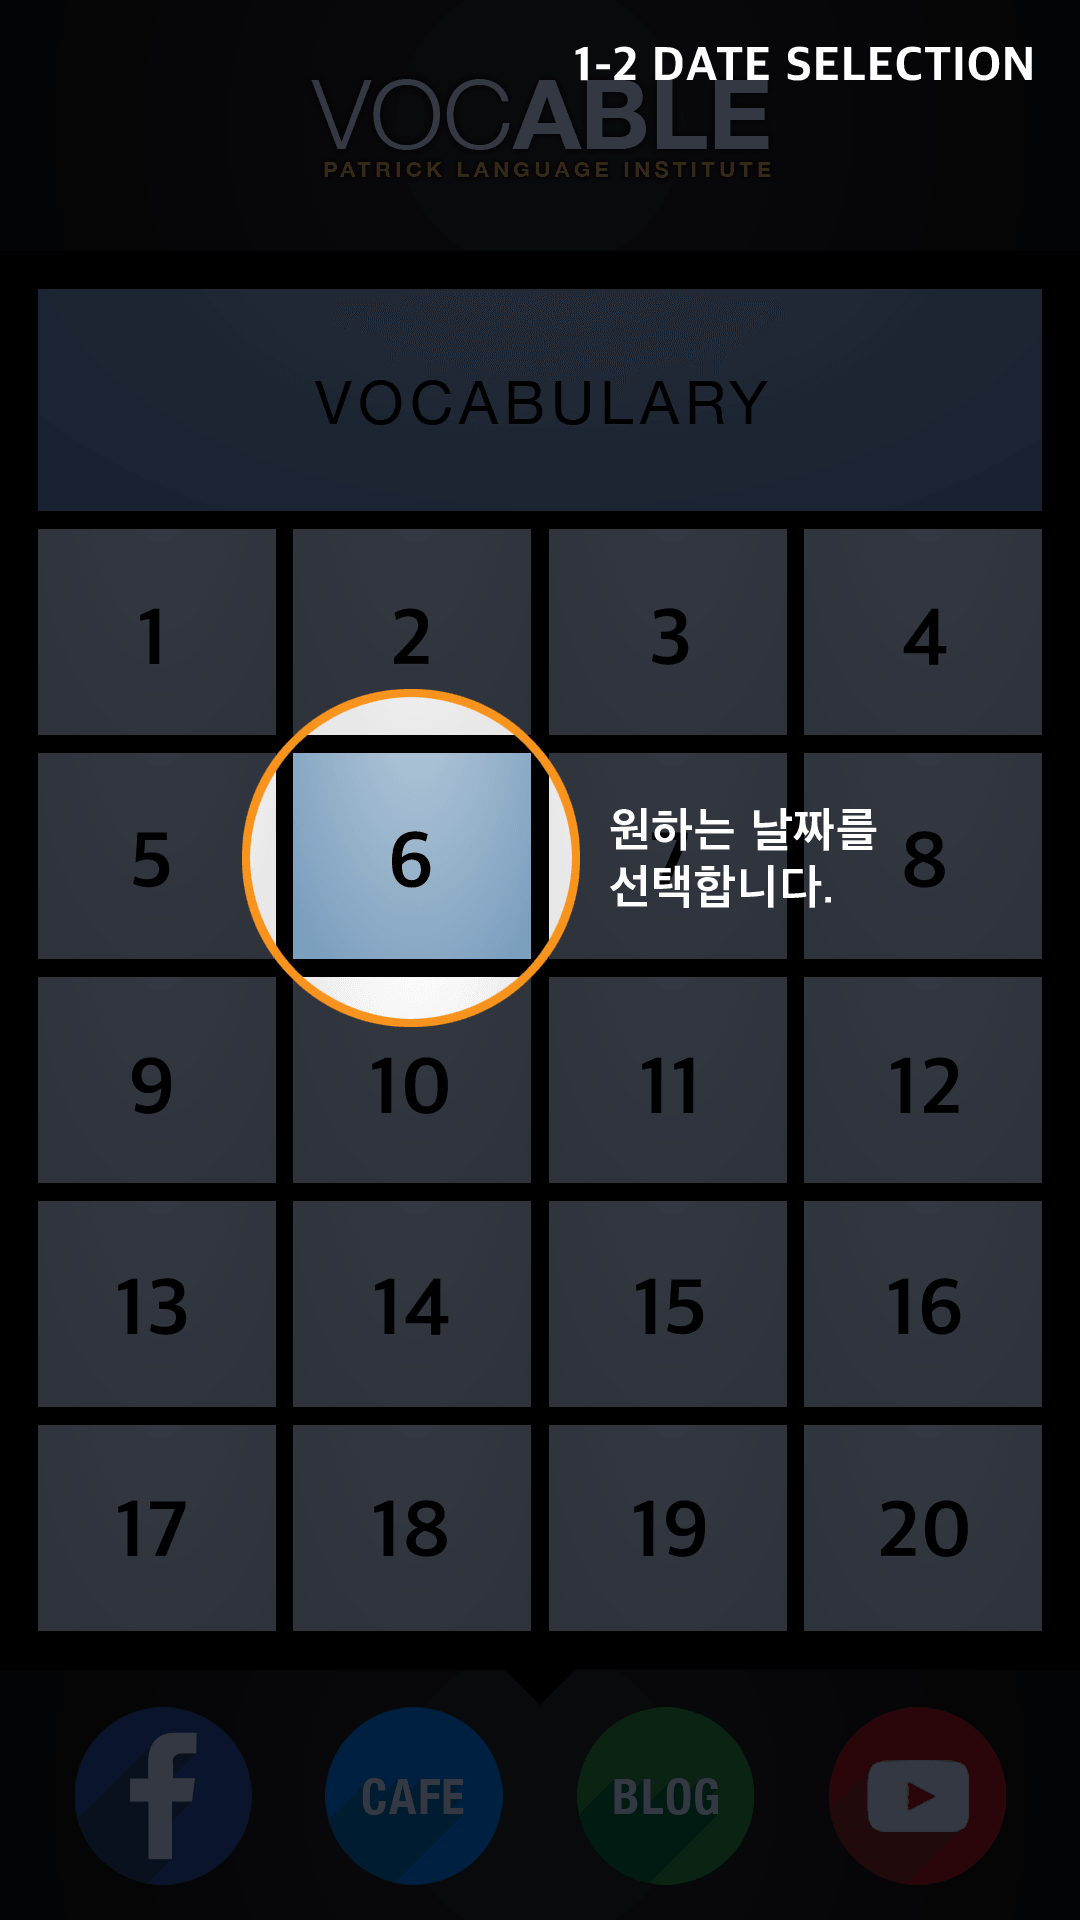 1-2 DATE SELECTION
VOCABLE
PATRICK LANGUAGE INSTITUTE
VOCABULARY
1 2 3 4
5 6 7 8
원하는 날짜를
선택합니다.
9 10 11 12
13 14 15 16
17 18 19 20
CAFE BLOG